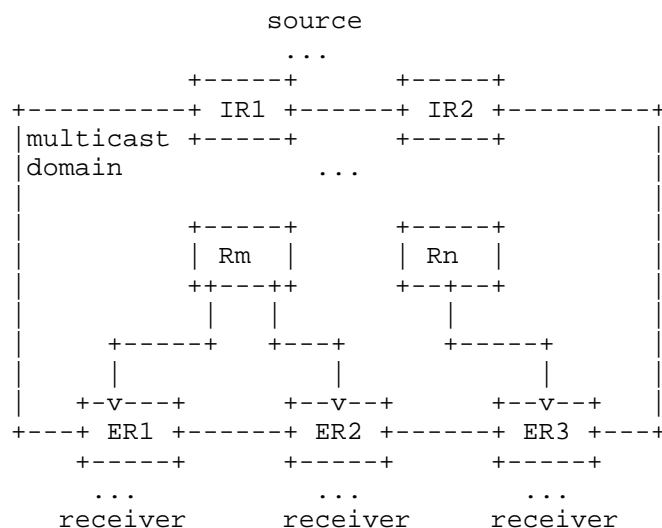 source
...
+-----+       +-----+
+----------+ IR1 +------+ IR2 +---------+
|multicast +-----+      +-----+         |
|domain            ...                  |
|                                       |
|          +-----+      +-----+         |
|          | Rm  |      | Rn  |         |
|          ++---++      +--+--+         |
|           |   |          |            |
|     +-----+   +---+      +-----+      |
|     |             |            |      |
|   +-v---+      +--v--+      +--v--+   |
+---+ ER1 +------+ ER2 +------+ ER3 +---+
+-----+      +-----+      +-----+
...          ...          ...
receiver     receiver     receiver